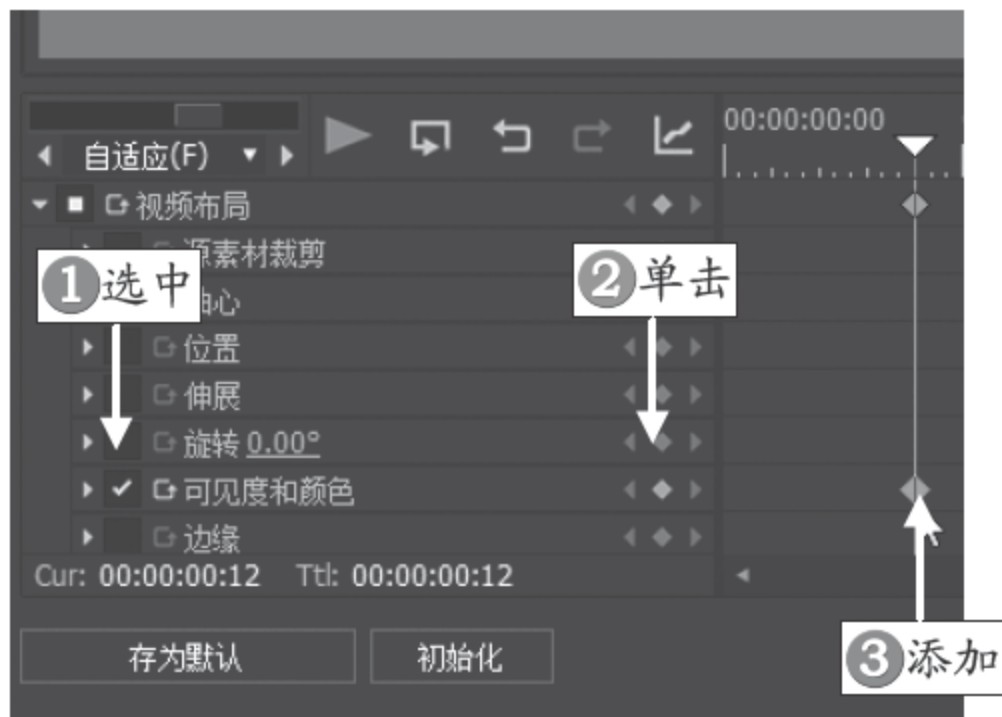 00:00:00:00
自适应(F)
视频布局
源素材裁剪
1选中
2单击
轴心
位置
伸展
旋转 0.00°
可见度和颜色
边缘
Cur: 00:00:00:12 Ttl: 00:00:00:12
存为默认 初始化
3添加